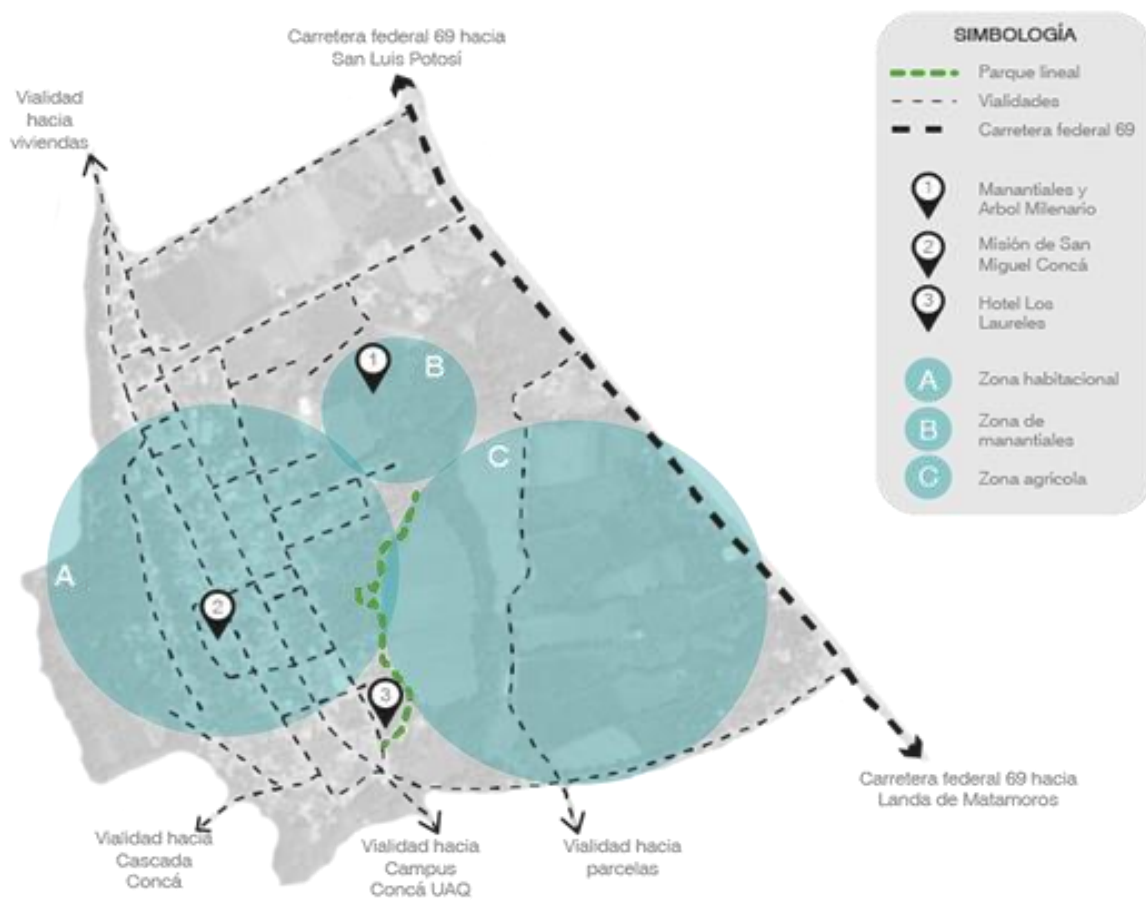 Carretera federal 69 hacia
San Luis Potosí
Vialidad
hacia
viviendas
1
B
C
A
2
3
Carretera federal 69 hacia
Landa de Matamoros
Vialidad hacia
Cascada
Concá
Vialidad hacia
Campus
Concá UAQ
Vialidad hacia
parcelas
SIMBOLOGÍA
Parque lineal
Vialidades
Carretera federal 69
1
Manantiales y
Arbol Milenario
2
Misión de San
Miguel Concá
3
Hotel Los
Laureles
A
Zona habitacional
B
Zona de
manantiales
C
Zona agrícola